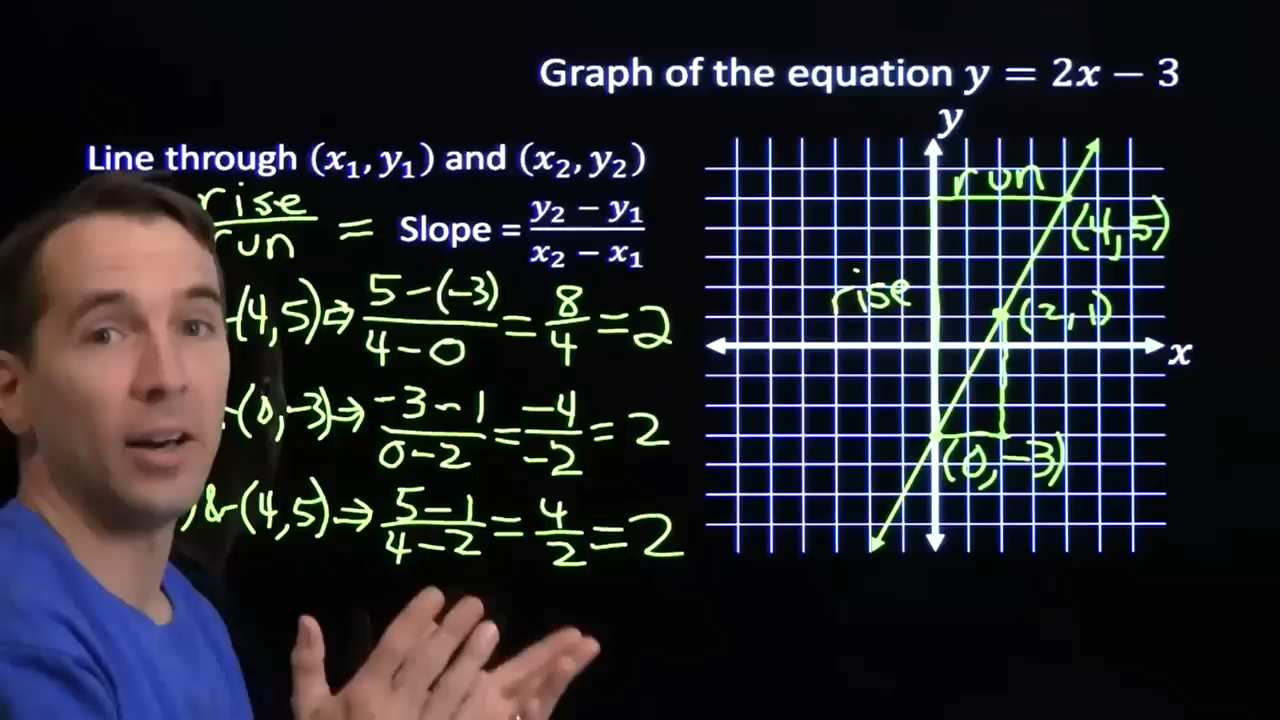 Graph of the equation y = 2x − 3
Line through (x₁, y₁) and (x₂, y₂)
rise/run = Slope = (y₂ − y₁)/(x₂ − x₁)
(4,5) ⇒ (5-(-3))/(4-0) = 8/4 = 2
(0,-3) → (-3-1)/(0-2) = -4/-2 = 2
) & (4,5) ⇒ (5-1)/(4-2) = 4/2 = 2
y
run
(4,5)
rise
(2,1)
x
(0,-3)